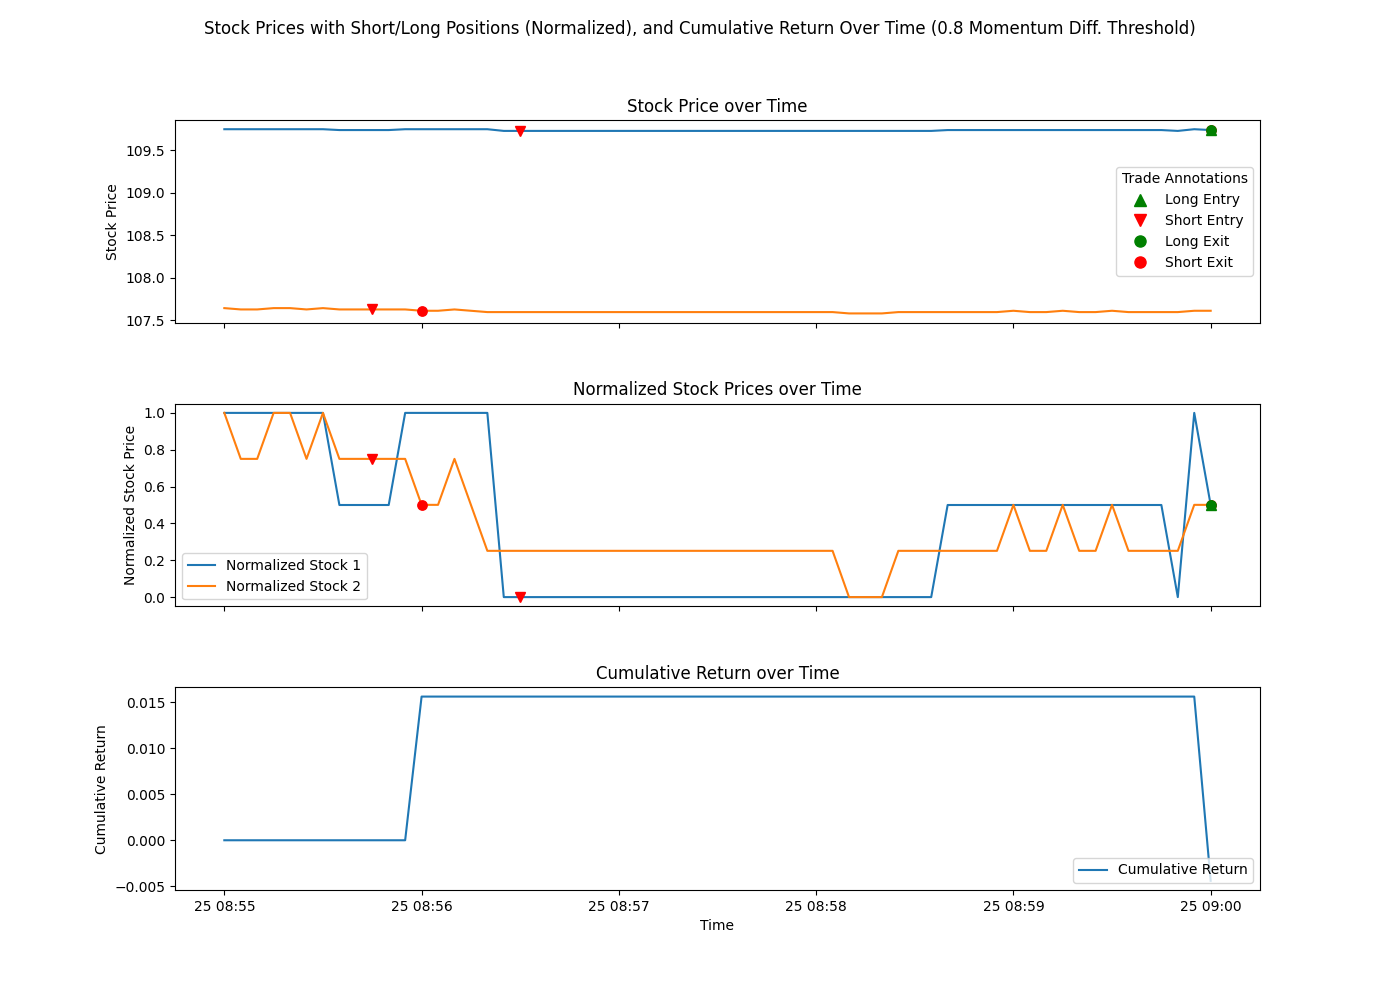 Stock Prices with Short/Long Positions (Normalized), and Cumulative Return Over Time (0.8 Momentum Diff. Threshold)
Stock Price over Time
Stock Price
109.5
109.0
108.5
108.0
107.5
Trade Annotations
Long Entry
Short Entry
Long Exit
Short Exit
Normalized Stock Prices over Time
Normalized Stock Price
1.0
0.8
0.6
0.4
0.2
0.0
Normalized Stock 1
Normalized Stock 2
Cumulative Return over Time
Cumulative Return
0.015
0.010
0.005
0.000
−0.005
Cumulative Return
25 08:55
25 08:56
25 08:57
25 08:58
25 08:59
25 09:00
Time